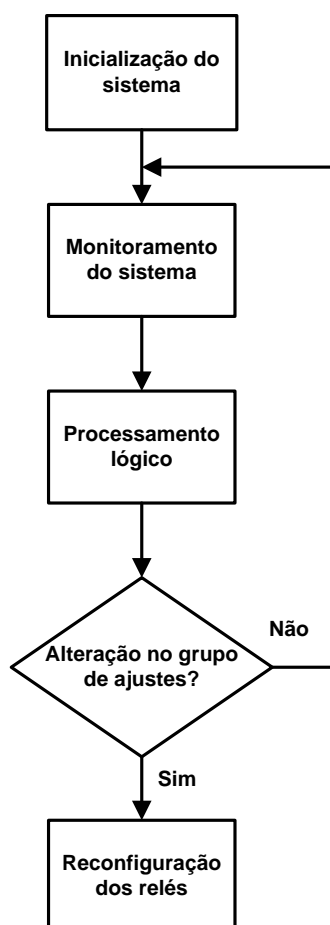 Inicialização do
sistema
Monitoramento
do sistema
Processamento
lógico
Alteração no grupo
de ajustes?
Não
Sim
Reconfiguração
dos relés